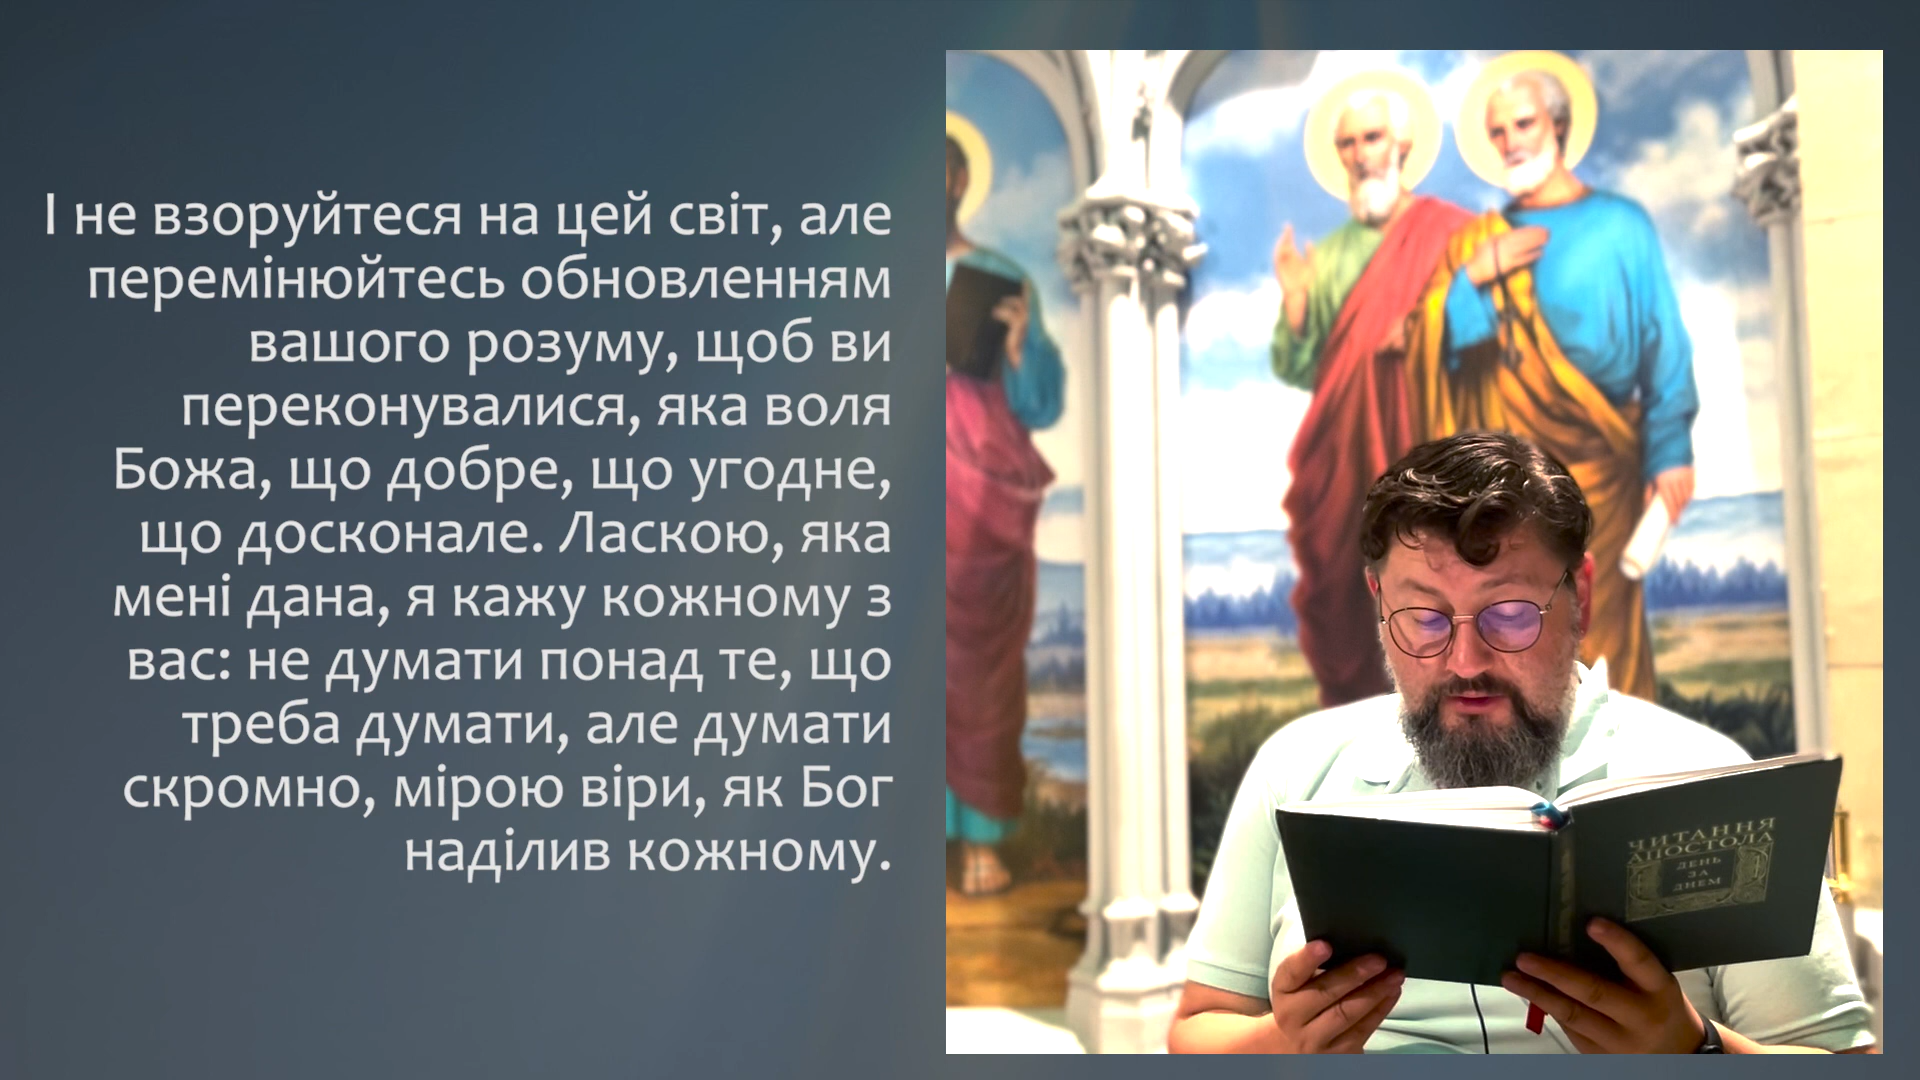 І не взоруйтеся на цей світ, але
перемінюйтесь обновленням
вашого розуму, щоб ви
переконувалися, яка воля
Божа, що добре, що угодне,
що досконале. Ласкою, яка
мені дана, я кажу кожному з
вас: не думати понад те, що
треба думати, але думати
скромно, мірою віри, як Бог
наділив кожному.
ЧИТАННЯ
АПОСТОЛА
ДЕНЬ
ЗА
ДНЕМ